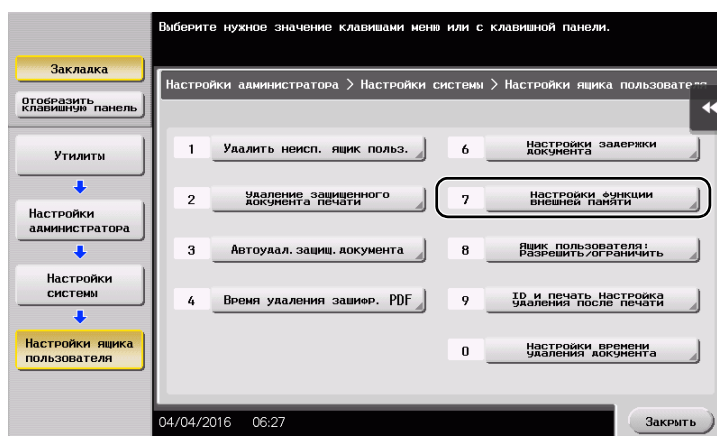 Выберите нужное значение клавишами меню или с клавишной панели.
Закладка
Отобразить
клавишную панель
Настройки администратора > Настройки системы > Настройки ящика пользователя
Утилиты
Настройки
администратора
Настройки
системы
Настройки ящика
пользователя
1 Удалить неисп. ящик польз.
2 Удаление защищенного
документа печати
3 Автоудал. защищ. документа
4 Время удаления зашифр. PDF
6 Настройки задержки
документа
7 Настройки функции
внешней памяти
8 Ящик пользователя:
Разрешить/ограничить
9 ID и печать Настройка
удаления после печати
0 Настройки времени
удаления документа
04/04/2016 06:27
Закрыть